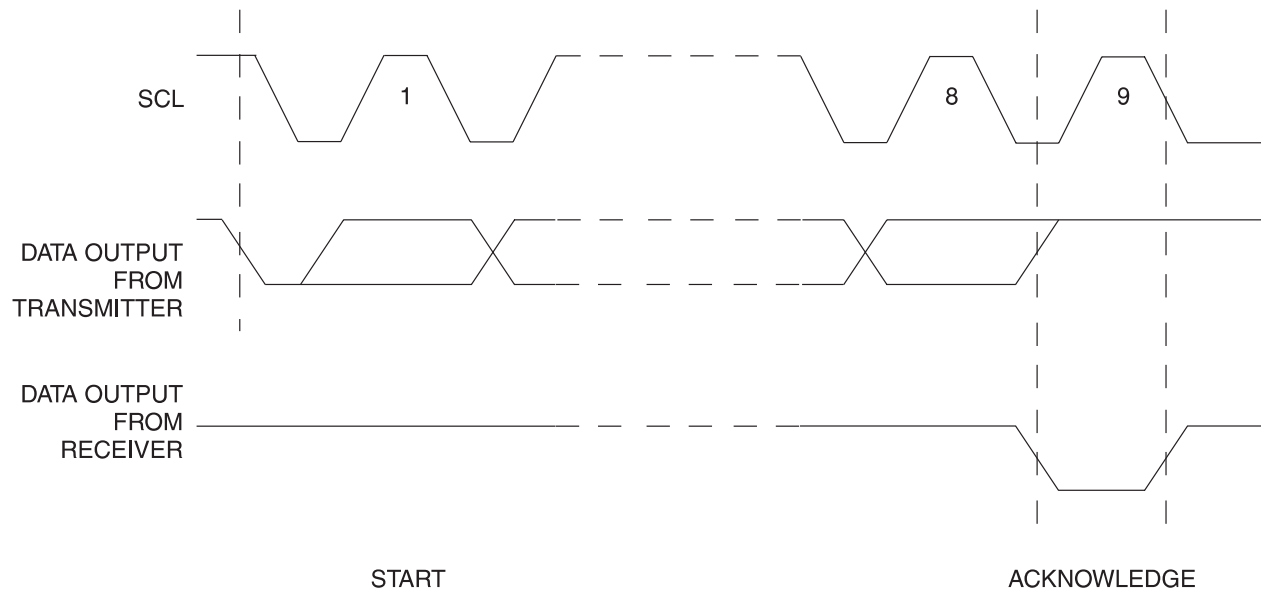 SCL
1
8
9
DATA OUTPUT
FROM
TRANSMITTER
DATA OUTPUT
FROM
RECEIVER
START
ACKNOWLEDGE